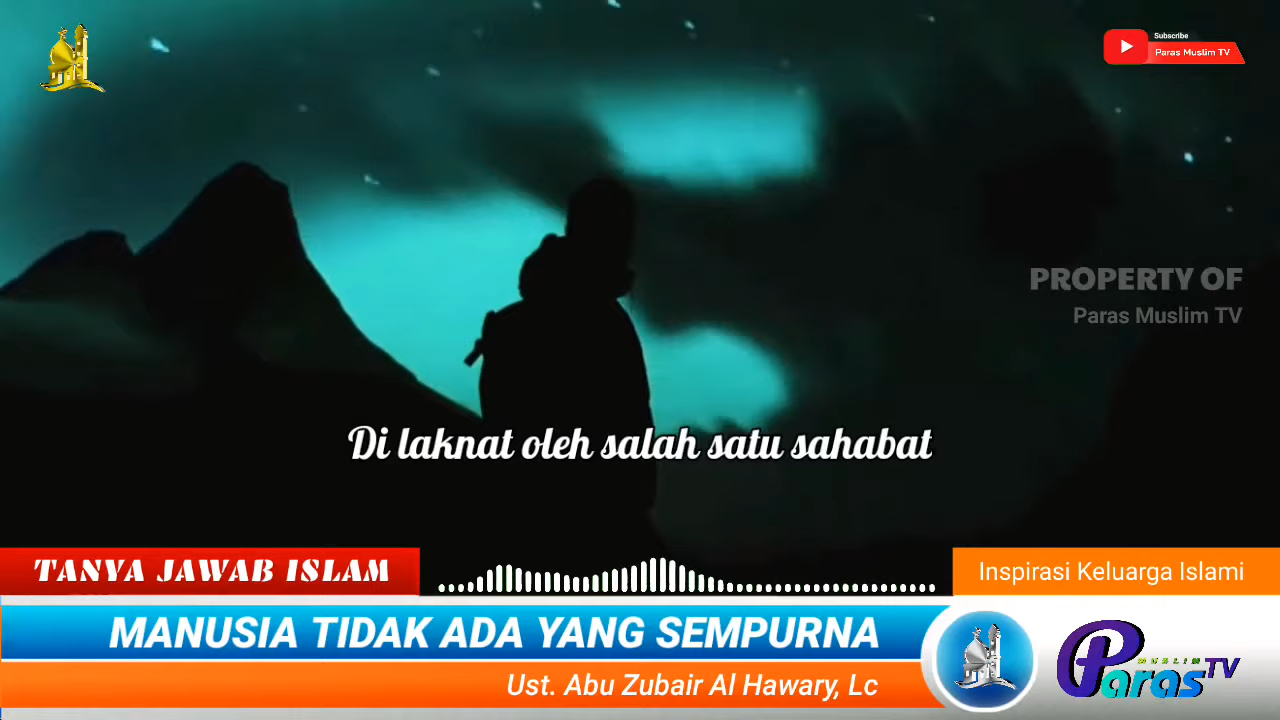 Subscribe
Paras Muslim TV
PROPERTY OF
Paras Muslim TV
Di laknat oleh salah satu sahabat
TANYA JAWAB ISLAM
Inspirasi Keluarga Islami
MANUSIA TIDAK ADA YANG SEMPURNA
Ust. Abu Zubair Al Hawary, Lc
MUSLIM
Paras TV